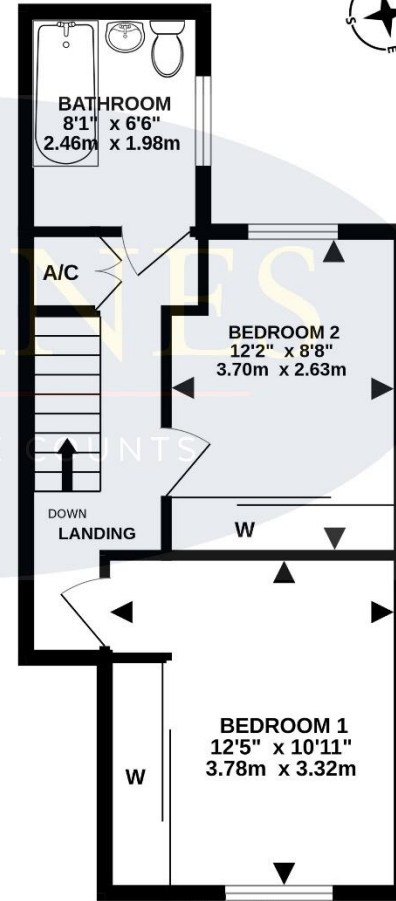 S
E
BATHROOM
8'1" x 6'6"
2.46m x 1.98m
A/C
BEDROOM 2
12'2" x 8'8"
3.70m x 2.63m
COUNTS
DOWN
LANDING
W
BEDROOM 1
12'5" x 10'11"
3.78m x 3.32m
W